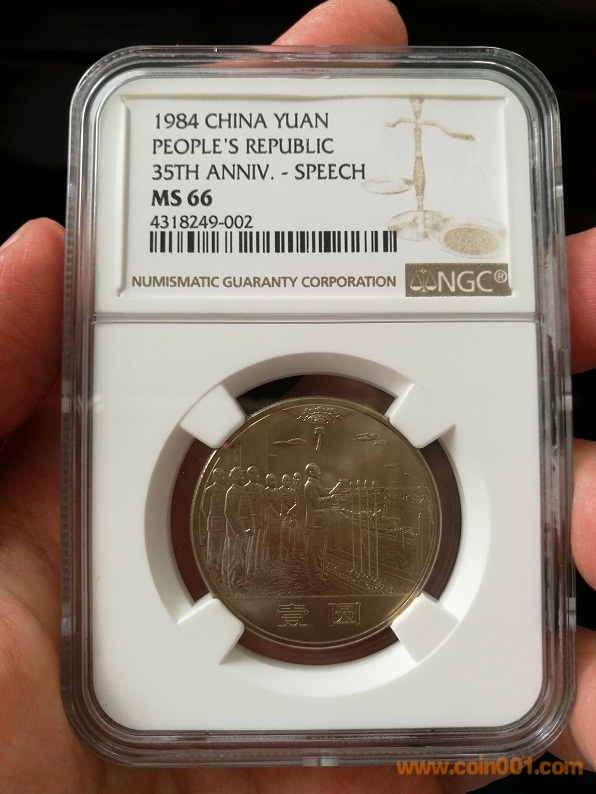 1984 CHINA YUAN
PEOPLE'S REPUBLIC
35TH ANNIV. - SPEECH
MS 66
4318249-002
NUMISMATIC GUARANTY CORPORATION
NGC®
壹圆
www.coin001.com